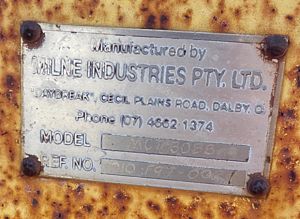 Manufactured by
MILNE INDUSTRIES PTY. LTD.
"DAYBREAK", CECIL PLAINS ROAD, DALBY. Q.
Phone (07) 4662 1374
MODEL
REF. NO.